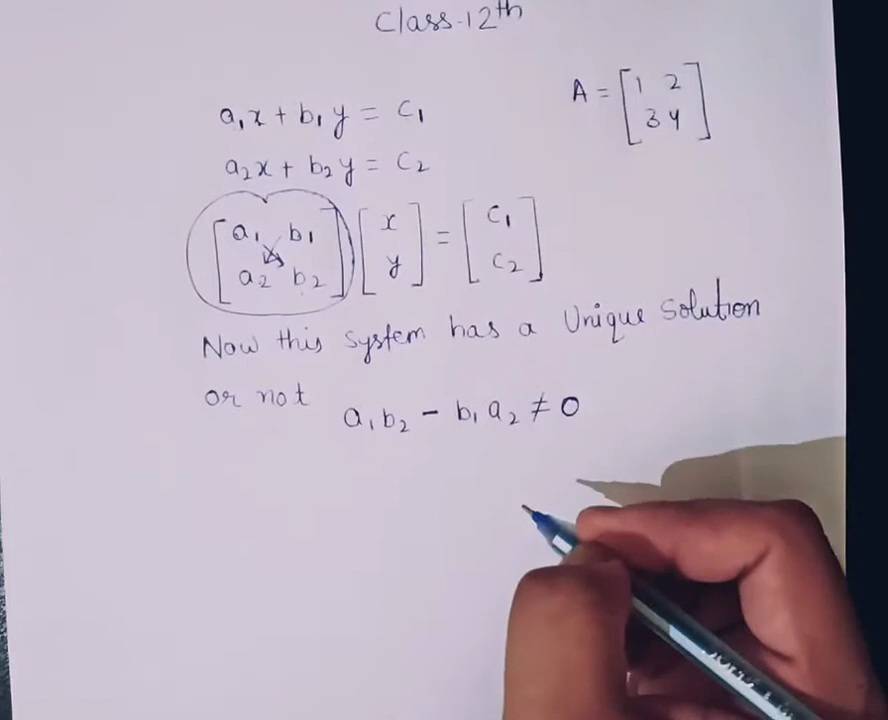 Class-12th
a₁x + b₁y = c₁
a₂x + b₂y = c₂
A = [1 2
3 4]
[a₁ b₁
a₂ b₂] [x
y] = [c₁
c₂]
Now this system has a Unique Solution
or not
a₁b₂ - b₁a₂ ≠ 0